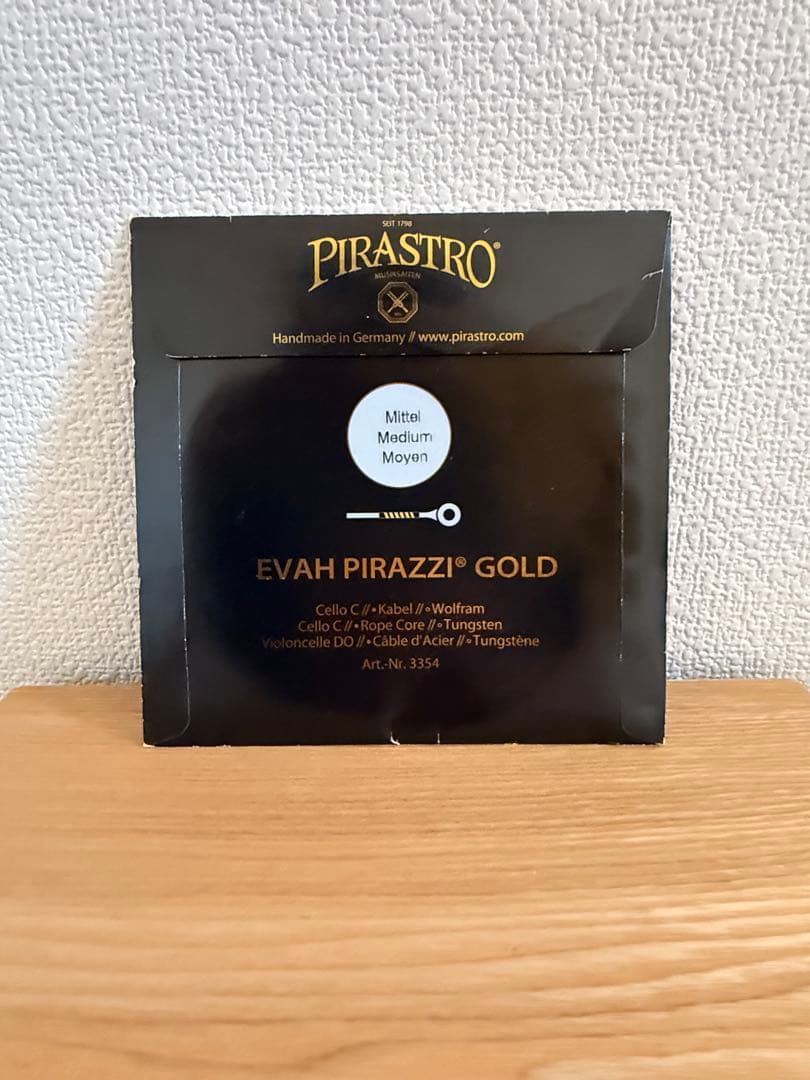 SEIT 1798
PIRASTRO®
MUSIKSAITEN
Handmade in Germany // www.pirastro.com
Mittel
Medium
Moyen
EVAH PIRAZZI® GOLD
Cello C //•Kabel //∘Wolfram
Cello C //•Rope Core //∘Tungsten
Violoncelle DO //•Câble d'Acier //∘Tungstène
Art.-Nr. 3354